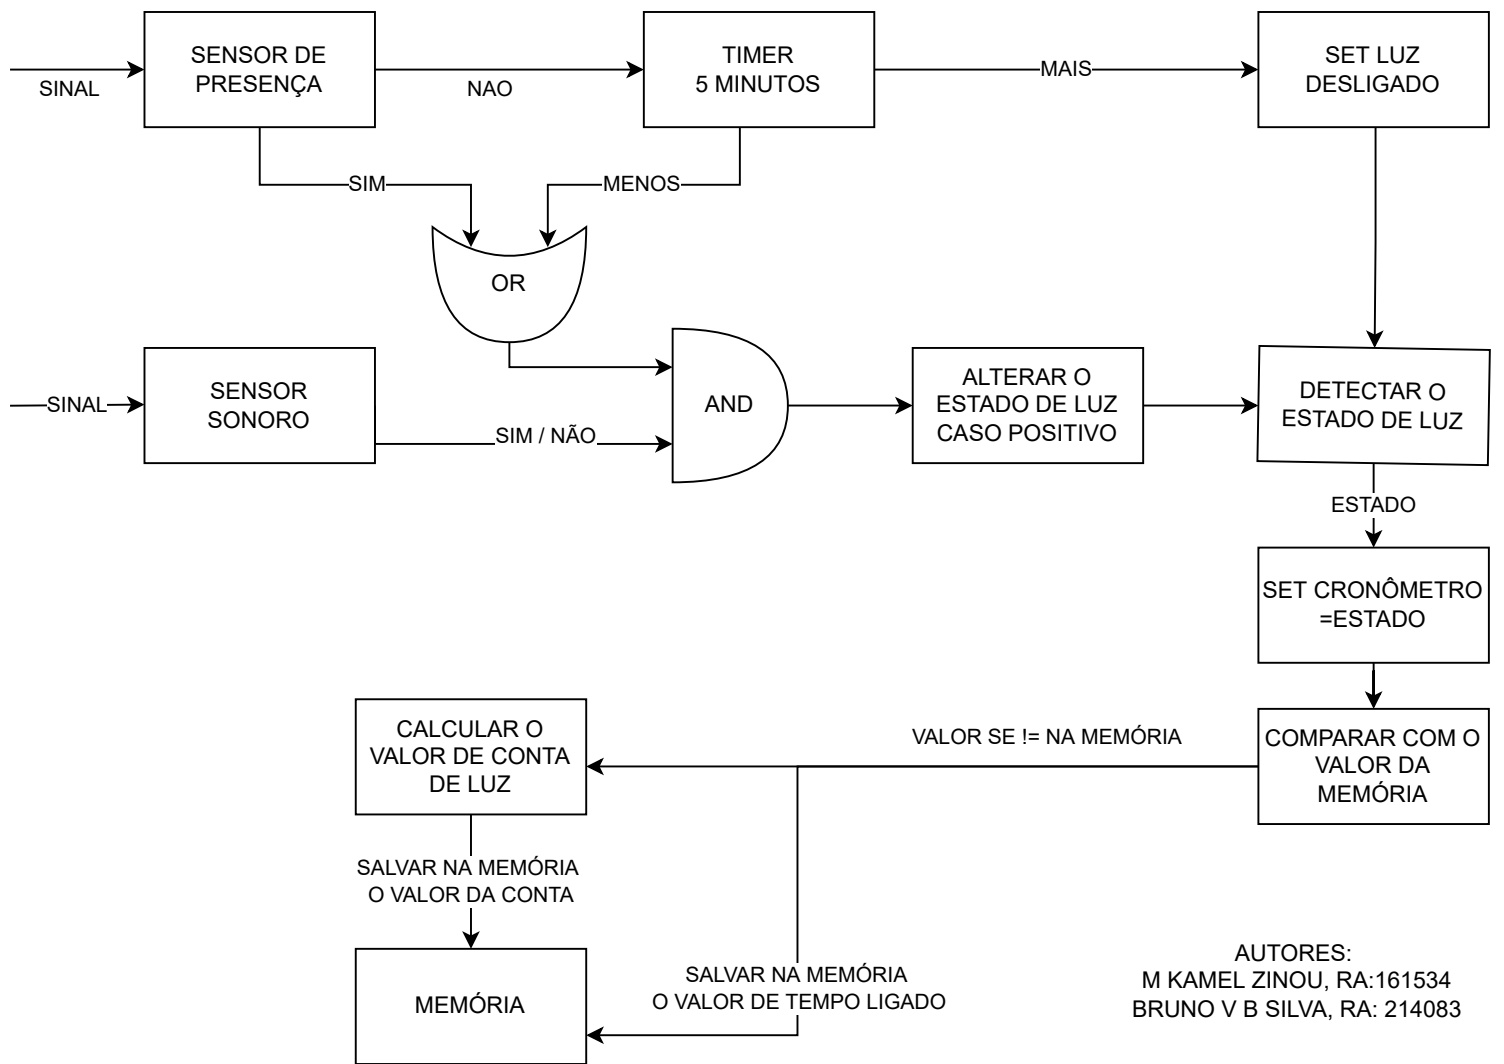 SENSOR DE
PRESENÇA
TIMER
5 MINUTOS
SET LUZ
DESLIGADO
SINAL
NAO
MAIS
SIM
MENOS
OR
SENSOR
SONORO
SINAL
SIM / NÃO
AND
ALTERAR O
ESTADO DE LUZ
CASO POSITIVO
DETECTAR O
ESTADO DE LUZ
ESTADO
SET CRONÔMETRO
=ESTADO
COMPARAR COM O
VALOR DA
MEMÓRIA
VALOR SE != NA MEMÓRIA
CALCULAR O
VALOR DE CONTA
DE LUZ
SALVAR NA MEMÓRIA
O VALOR DA CONTA
MEMÓRIA
SALVAR NA MEMÓRIA
O VALOR DE TEMPO LIGADO
AUTORES:
M KAMEL ZINOU, RA:161534
BRUNO V B SILVA, RA: 214083